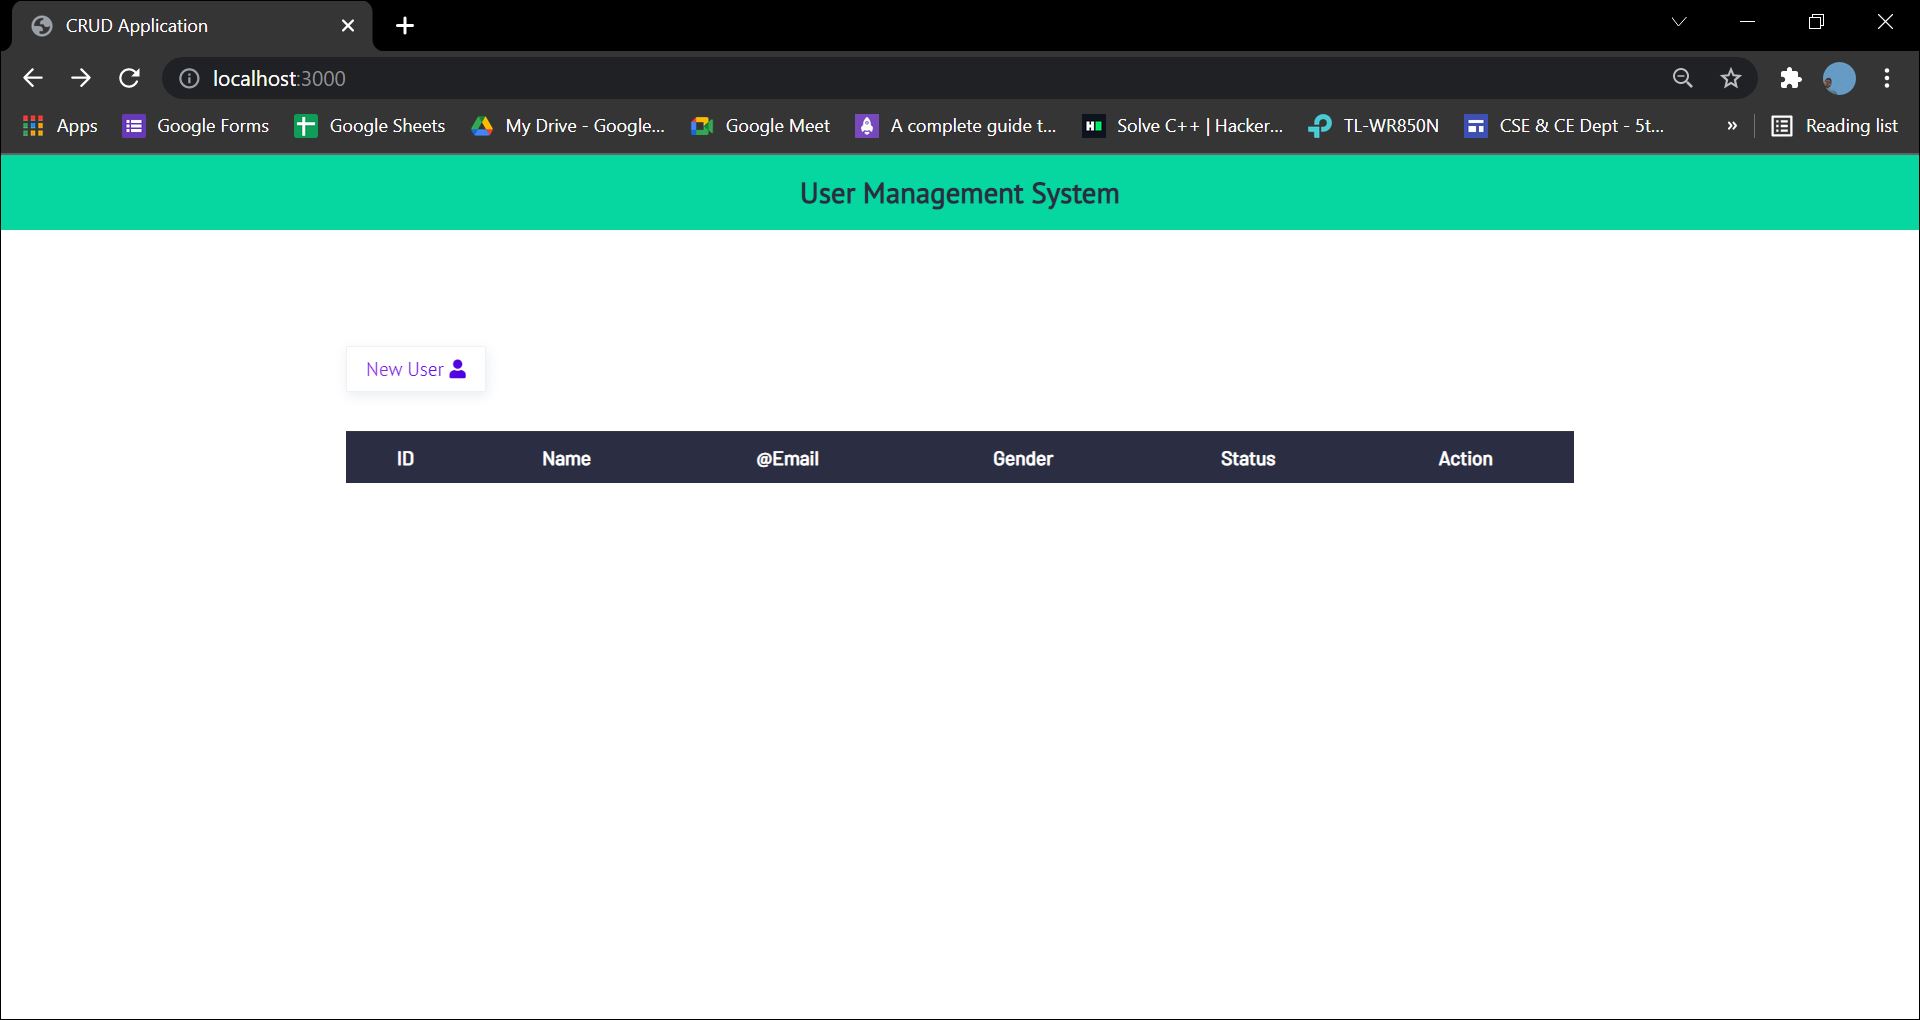 CRUD Application
localhost:3000
Apps Google Forms Google Sheets My Drive - Google... Google Meet A complete guide t... Solve C++ | Hacker... TL-WR850N CSE & CE Dept - 5t... » Reading list
User Management System
New User
ID Name @Email Gender Status Action